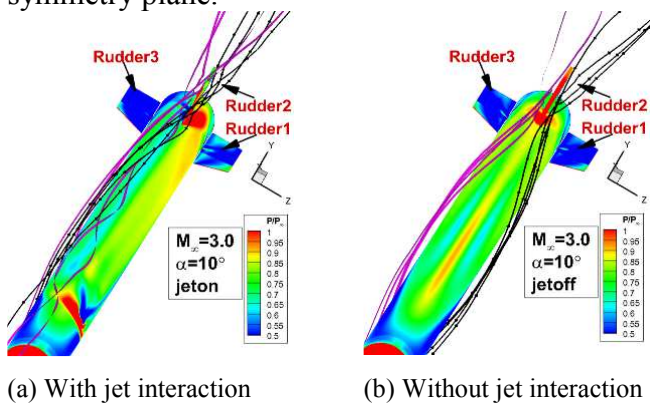 symmetry plane.
Rudder3
Rudder2
Rudder1
Y
Z
M∞=3.0
α=10°
jeton
P/P∞
1
0.95
0.9
0.85
0.8
0.75
0.7
0.65
0.6
0.55
0.5
Rudder3
Rudder2
Rudder1
Y
Z
M∞=3.0
α=10°
jetoff
P/P∞
1
0.95
0.9
0.85
0.8
0.75
0.7
0.65
0.6
0.55
0.5
(a) With jet interaction
(b) Without jet interaction